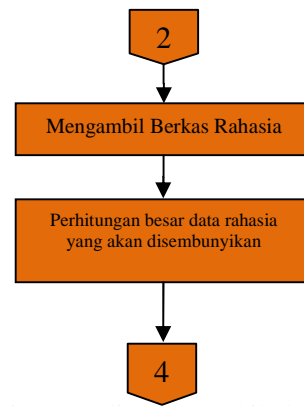 2
Mengambil Berkas Rahasia
Perhitungan besar data rahasia
yang akan disembunyikan
4